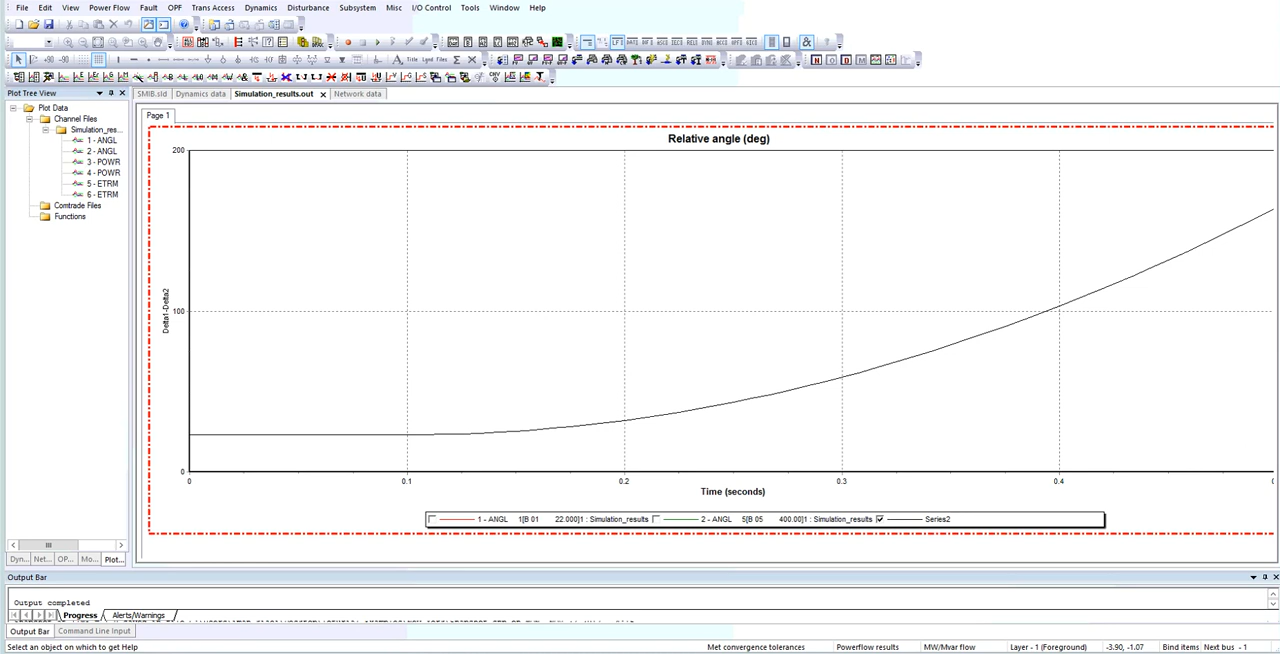 File Edit View Power Flow Fault OPF Trans Access Dynamics Disturbance Subsystem Misc I/O Control Tools Window Help
Plot Tree View
SMIB.sld Dynamics data Simulation_results.out Network data
Plot Data
Channel Files
Simulation_res...
1 - ANGL
2 - ANGL
3 - POWR
4 - POWR
5 - ETRM
6 - ETRM
Comtrade Files
Functions
Page 1
Relative angle (deg)
200
100
0
Delta1-Delta2
0 0.1 0.2 0.3 0.4
Time (seconds)
1 - ANGL 1[B 01 22.000]1 : Simulation_results 2 - ANGL 5[B 05 400.00]1 : Simulation_results Series2
Dyn... Net... OP... Mo... Plot...
Output Bar
Output completed
Progress Alerts/Warnings
Output Bar Command Line Input
Select an object on which to get Help Met convergence tolerances Powerflow results MW/Mvar flow Layer - 1 (Foreground) -3.90, -1.07 Bind items Next bus - 1